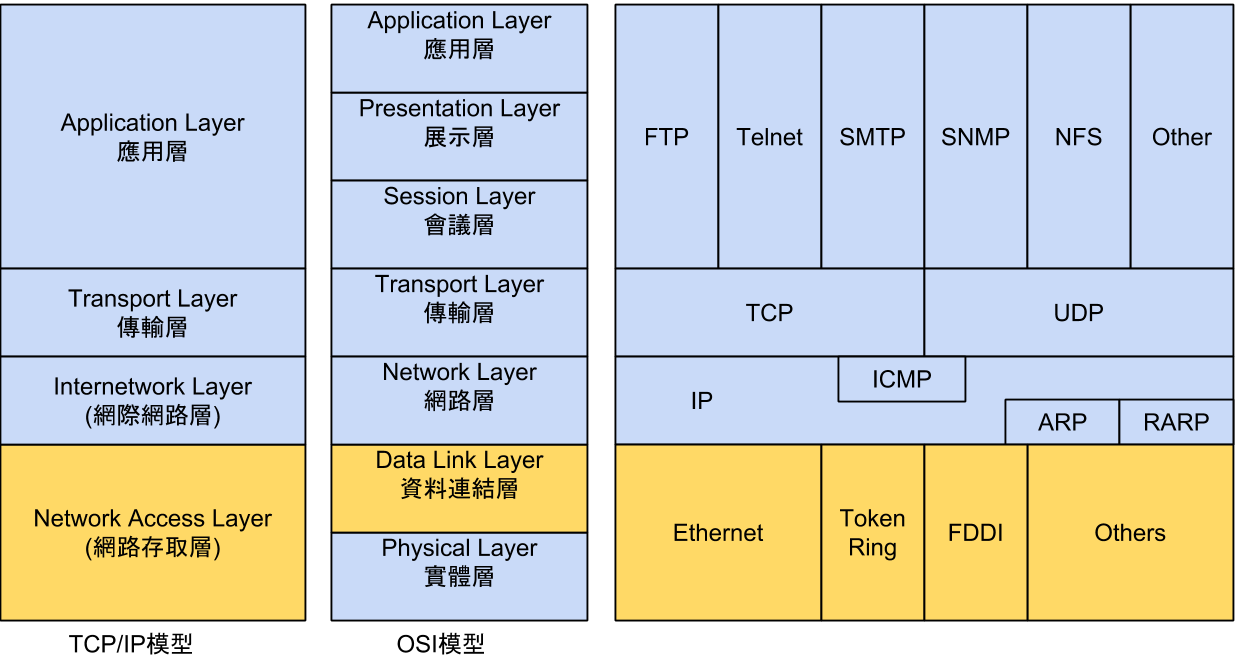 Application Layer
應用層
Transport Layer
傳輸層
Internetwork Layer
(網際網路層)
Network Access Layer
(網路存取層)
TCP/IP模型
Application Layer
應用層
Presentation Layer
展示層
Session Layer
會議層
Transport Layer
傳輸層
Network Layer
網路層
Data Link Layer
資料連結層
Physical Layer
實體層
OSI模型
FTP
Telnet
SMTP
SNMP
NFS
Other
TCP
UDP
IP
ICMP
ARP
RARP
Ethernet
Token
Ring
FDDI
Others